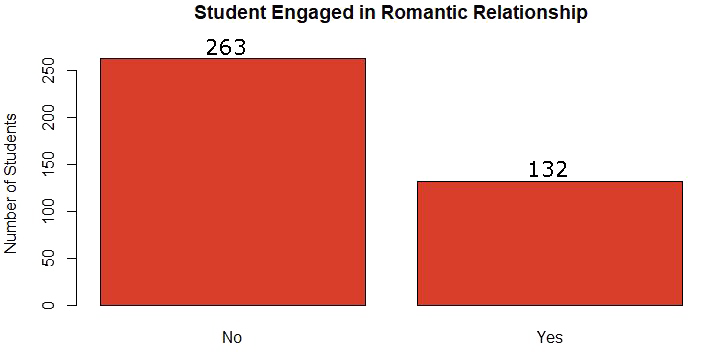 Student Engaged in Romantic Relationship
263
132
Number of Students
250
200
150
100
50
0
No
Yes